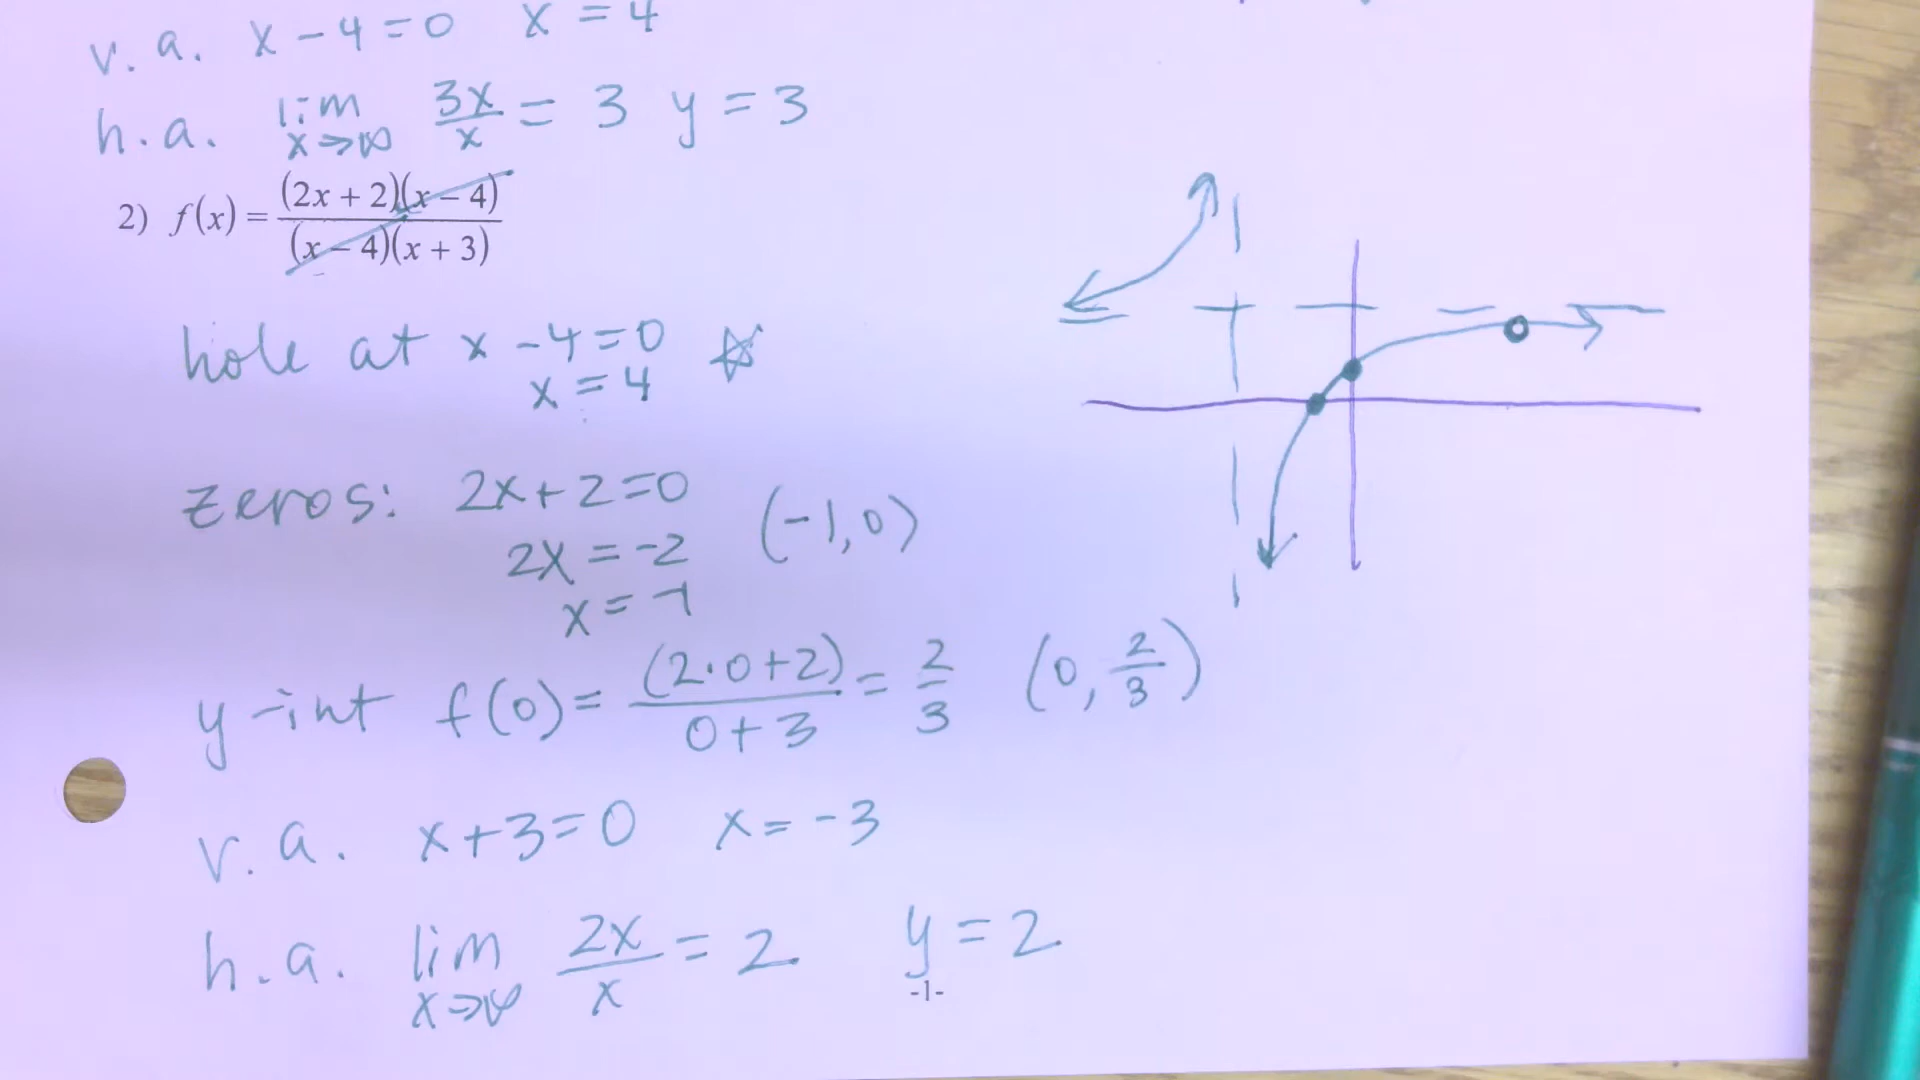 v. a. x - 4 = 0 x = 4
h. a. lim x→∞ 3x/x = 3 y = 3
2) f(x) = (2x + 2)(x - 4) / (x - 4)(x + 3)
hole at x - 4 = 0 ☆
x = 4
zeros: 2x + 2 = 0
2x = -2 (-1, 0)
x = -1
y-int f(0) = (2·0+2) / 0+3 = 2/3 (0, 2/3)
v. a. x + 3 = 0 x = -3
h. a. lim x→∞ 2x/x = 2 y = 2
-1-